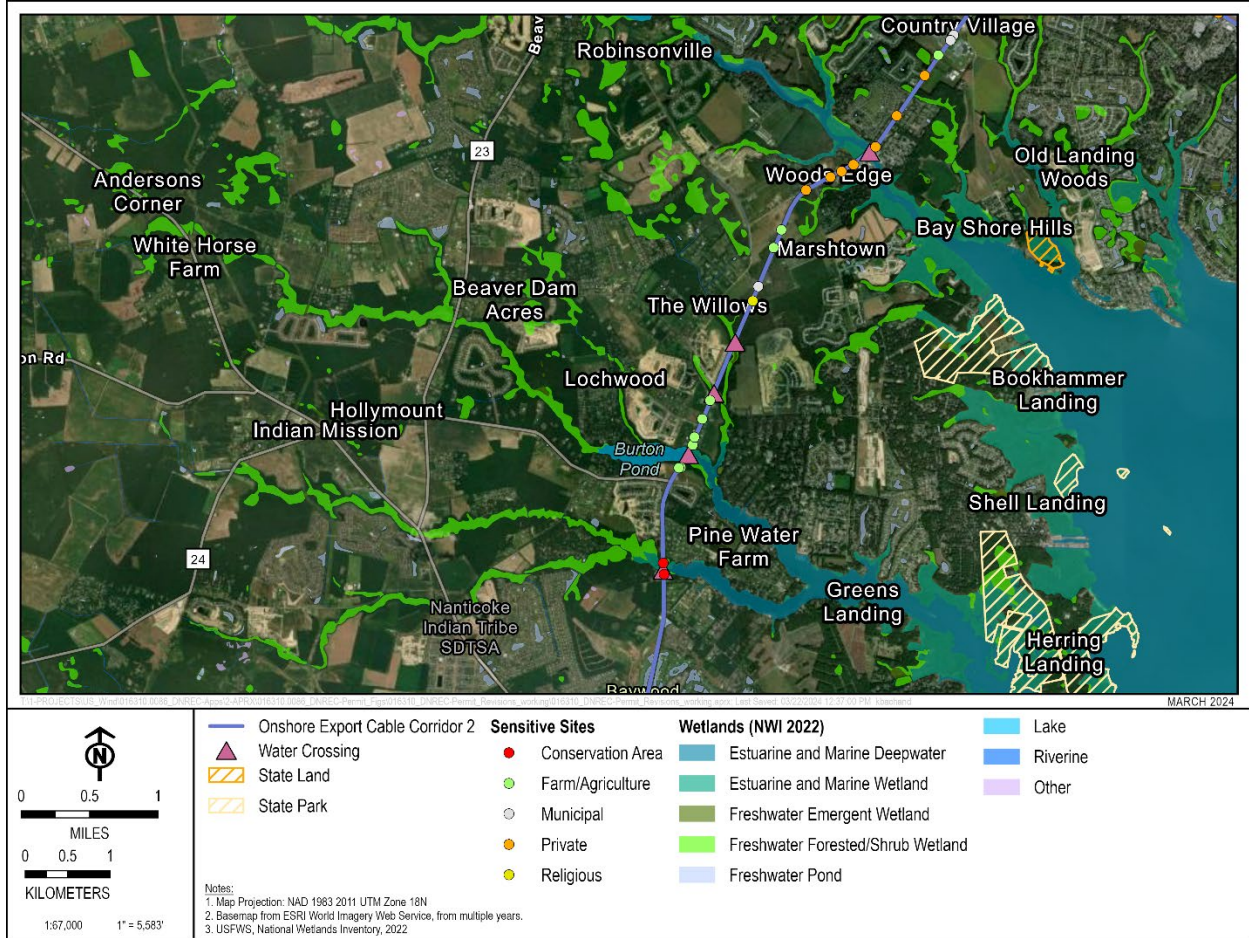 Country Village
Robinsonville
Beav
23
Old Landing
Woods
Woods Edge
Andersons
Corner
Bay Shore Hills
White Horse
Farm
Marshtown
Beaver Dam
Acres
The Willows
on Rd
Lochwood
Bookhammer
Landing
Hollymount
Indian Mission
Burton
Pond
Shell Landing
Pine Water
Farm
24
Greens
Landing
Nanticoke
Indian Tribe
SDTSA
Herring
Landing
Baywood
MARCH 2024
N
0 0.5 1
MILES
0 0.5 1
KILOMETERS
1:67,000 1" = 5,583'
Onshore Export Cable Corridor 2
Water Crossing
State Land
State Park
Sensitive Sites
Conservation Area
Farm/Agriculture
Municipal
Private
Religious
Wetlands (NWI 2022)
Estuarine and Marine Deepwater
Estuarine and Marine Wetland
Freshwater Emergent Wetland
Freshwater Forested/Shrub Wetland
Freshwater Pond
Lake
Riverine
Other
Notes:
1. Map Projection: NAD 1983 2011 UTM Zone 18N
2. Basemap from ESRI World Imagery Web Service, from multiple years.
3. USFWS, National Wetlands Inventory, 2022